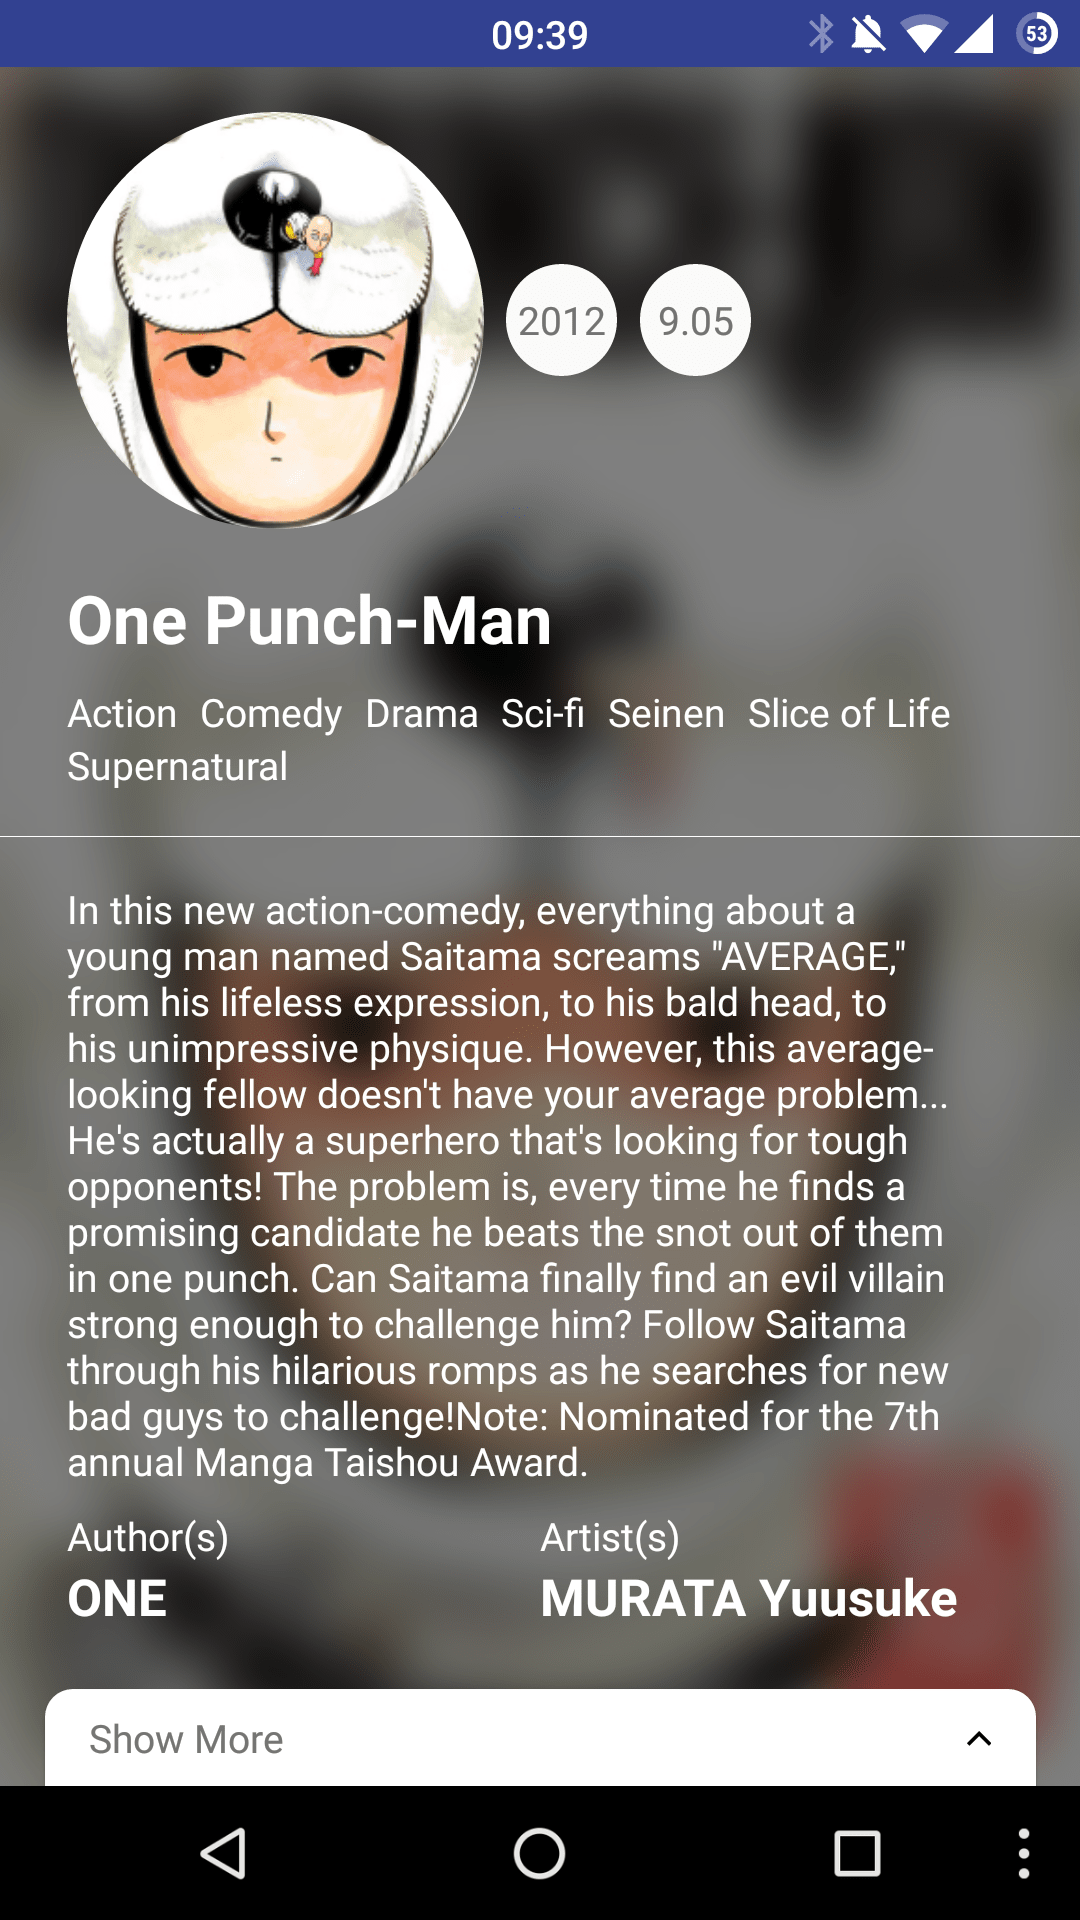 09:39
53
2012
9.05
One Punch-Man
Action Comedy Drama Sci-fi Seinen Slice of Life
Supernatural
In this new action-comedy, everything about a
young man named Saitama screams "AVERAGE,"
from his lifeless expression, to his bald head, to
his unimpressive physique. However, this average-
looking fellow doesn't have your average problem...
He's actually a superhero that's looking for tough
opponents! The problem is, every time he finds a
promising candidate he beats the snot out of them
in one punch. Can Saitama finally find an evil villain
strong enough to challenge him? Follow Saitama
through his hilarious romps as he searches for new
bad guys to challenge!Note: Nominated for the 7th
annual Manga Taishou Award.
Author(s) Artist(s)
ONE MURATA Yuusuke
Show More